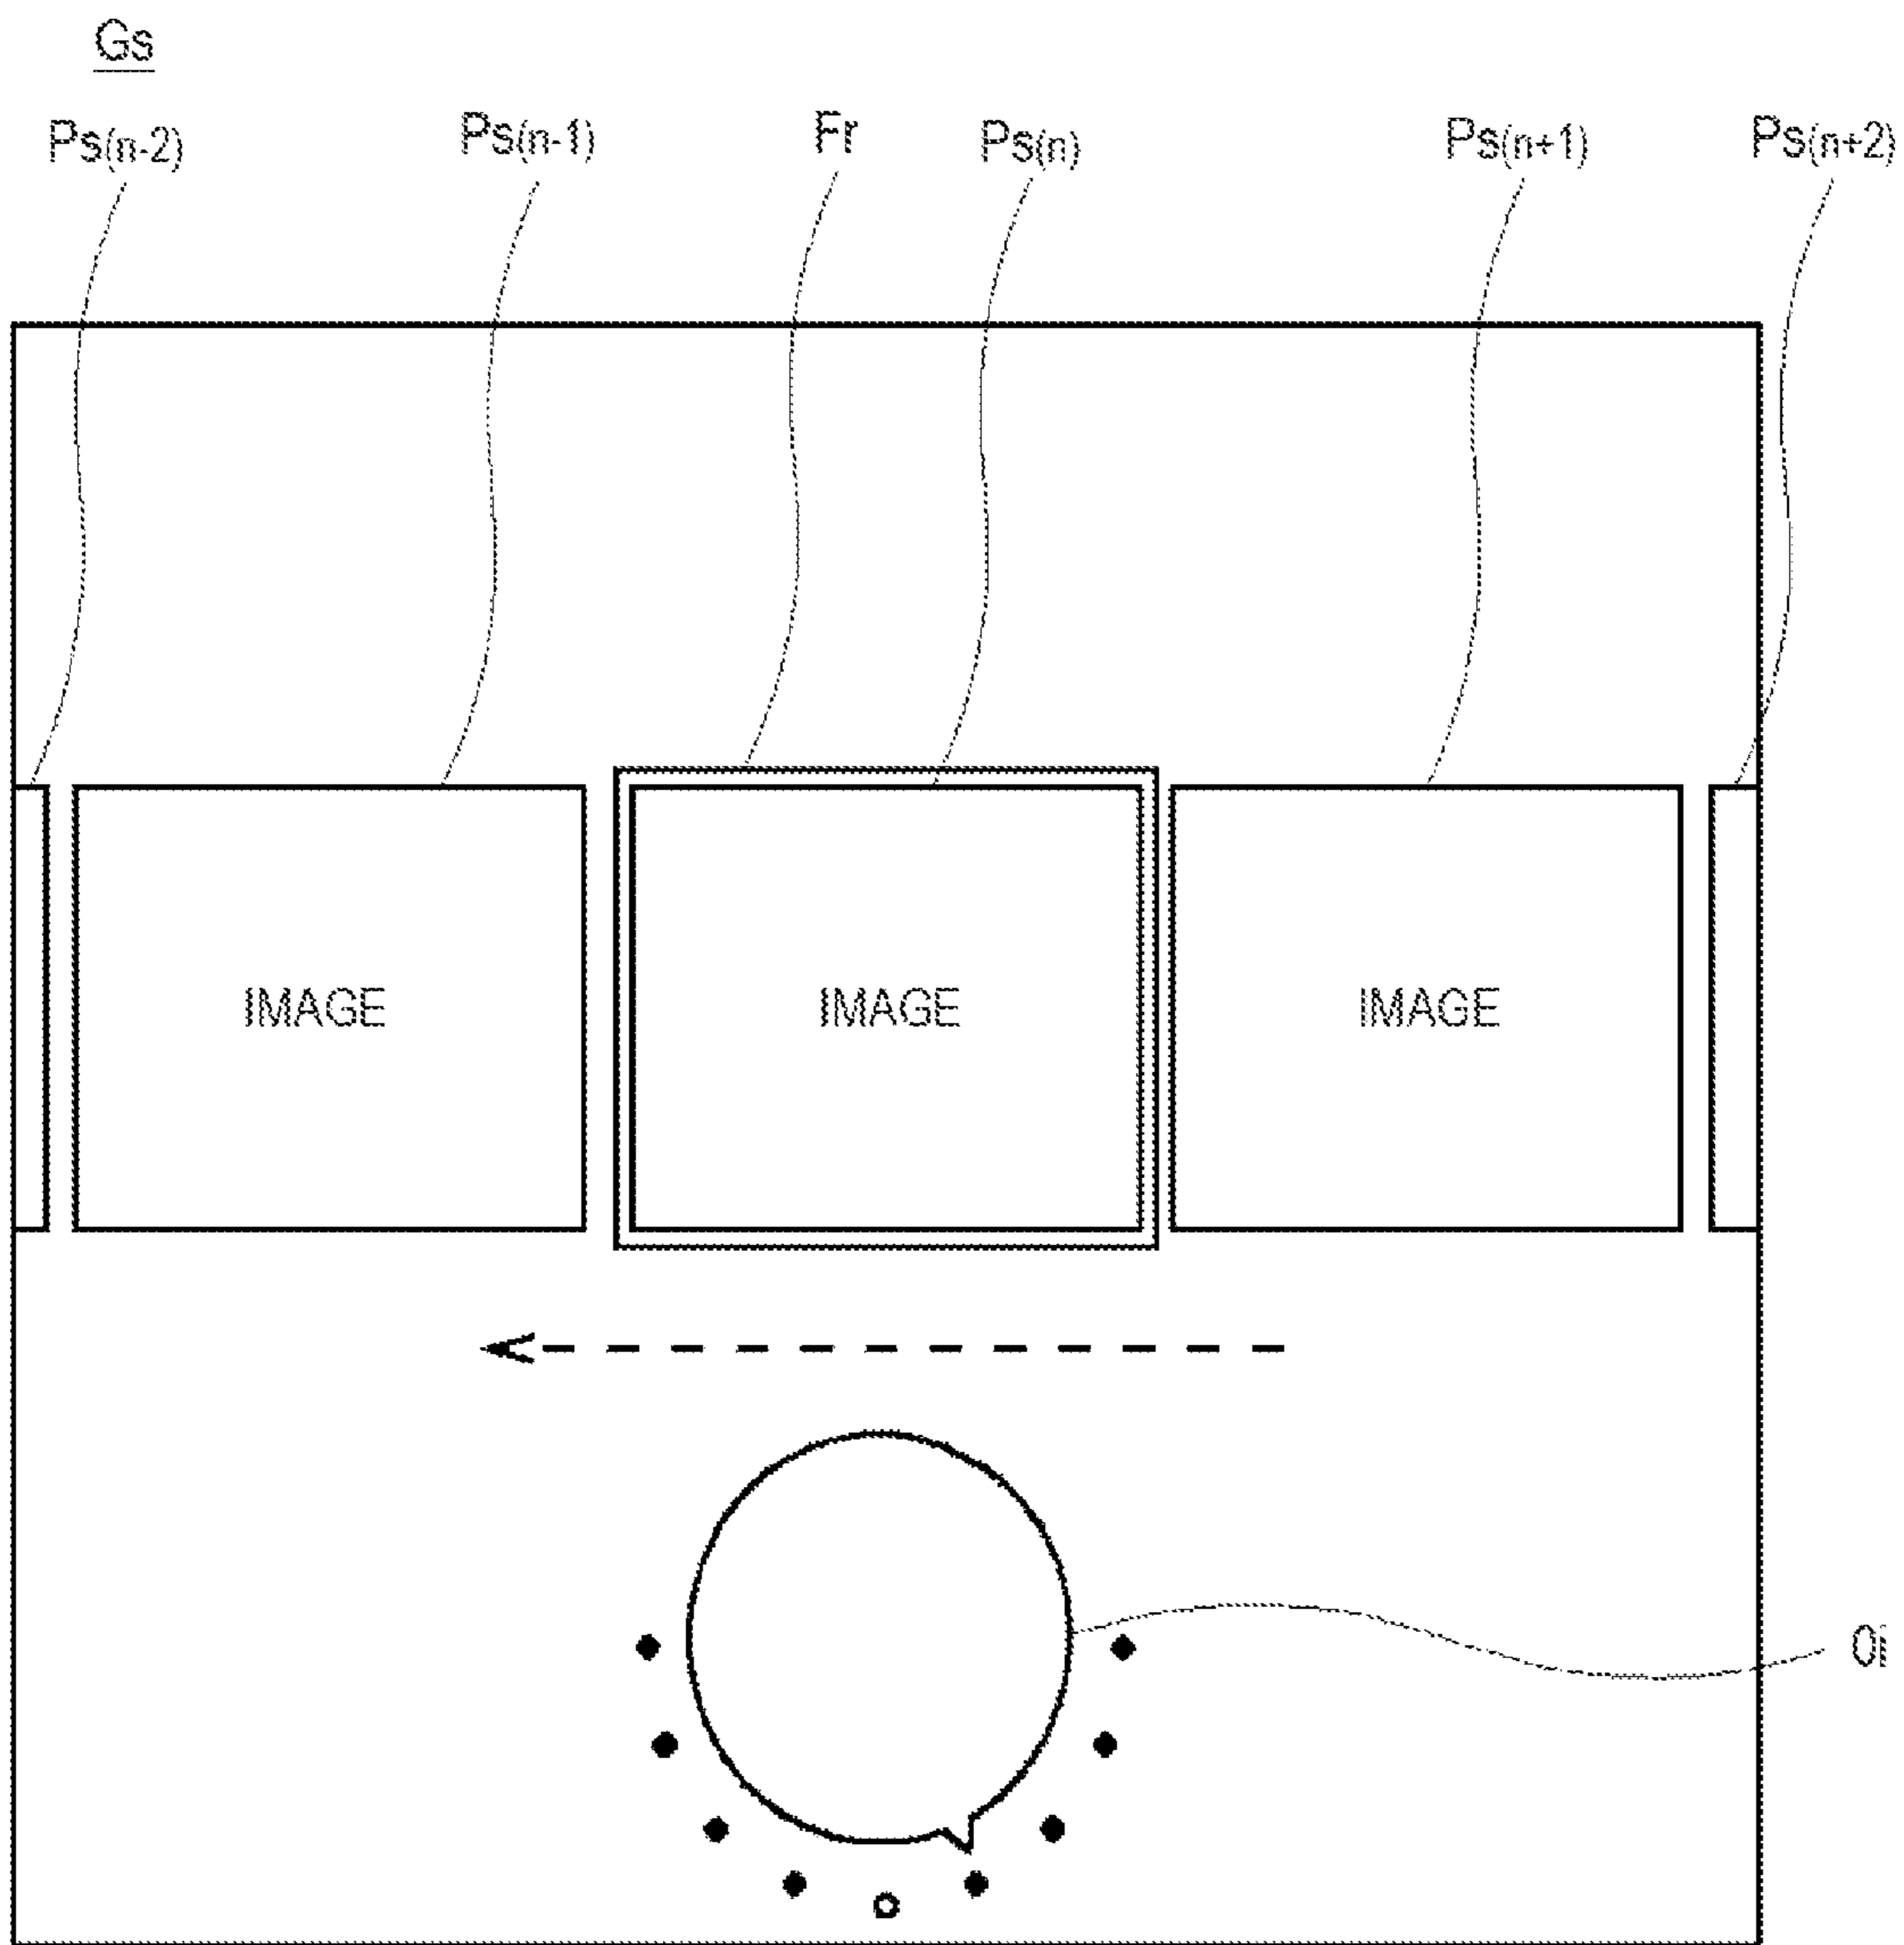 Gs
Ps(n-2) Ps(n-1) Fr Ps(n) Ps(n+1) Ps(n+2)
IMAGE IMAGE IMAGE
Oi